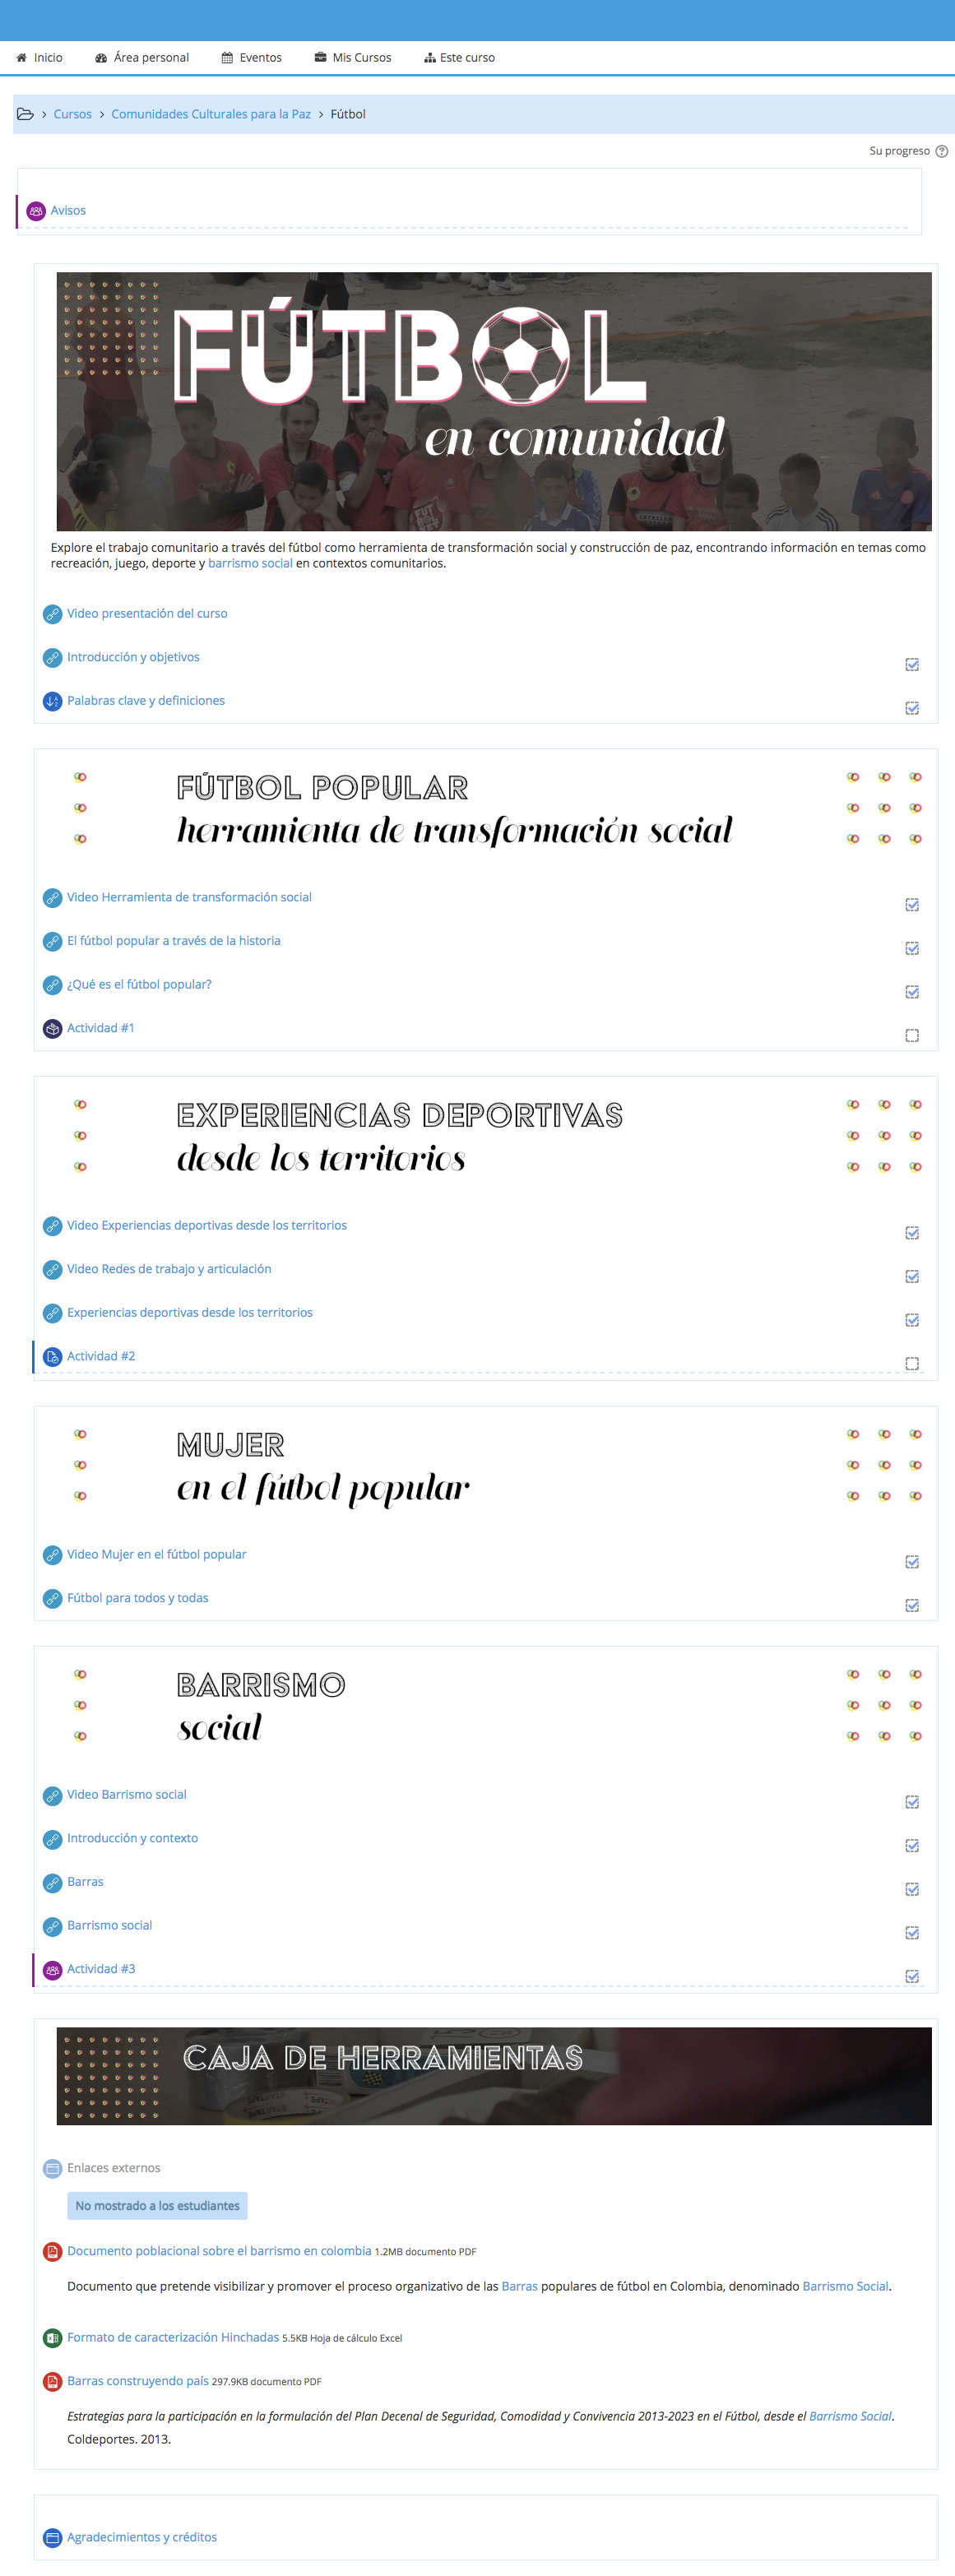 Inicio Área personal Eventos Mis Cursos Este curso
Cursos Comunidades Culturales para la Paz Fútbol
Su progreso
Avisos
FÚTBOL
en comunidad
Explore el trabajo comunitario a través del fútbol como herramienta de transformación social y construcción de paz, encontrando información en temas como
recreación, juego, deporte y barrismo social en contextos comunitarios.
Video presentación del curso
Introducción y objetivos
Palabras clave y definiciones
FÚTBOL POPULAR
herramienta de transformación social
Video Herramienta de transformación social
El fútbol popular a través de la historia
¿Qué es el fútbol popular?
Actividad #1
EXPERIENCIAS DEPORTIVAS
desde los territorios
Video Experiencias deportivas desde los territorios
Video Redes de trabajo y articulación
Experiencias deportivas desde los territorios
Actividad #2
MUJER
en el fútbol popular
Video Mujer en el fútbol popular
Fútbol para todos y todas
BARRISMO
social
Video Barrismo social
Introducción y contexto
Barras
Barrismo social
Actividad #3
CAJA DE HERRAMIENTAS
Enlaces externos
No mostrado a los estudiantes
Documento poblacional sobre el barrismo en colombia 1.2MB documento PDF
Documento que pretende visibilizar y promover el proceso organizativo de las Barras populares de fútbol en Colombia, denominado Barrismo Social.
Formato de caracterización Hinchadas 5.5KB Hoja de cálculo Excel
Barras construyendo país 297.9KB documento PDF
Estrategias para la participación en la formulación del Plan Decenal de Seguridad, Comodidad y Convivencia 2013-2023 en el Fútbol, desde el Barrismo Social.
Coldeportes. 2013.
Agradecimientos y créditos